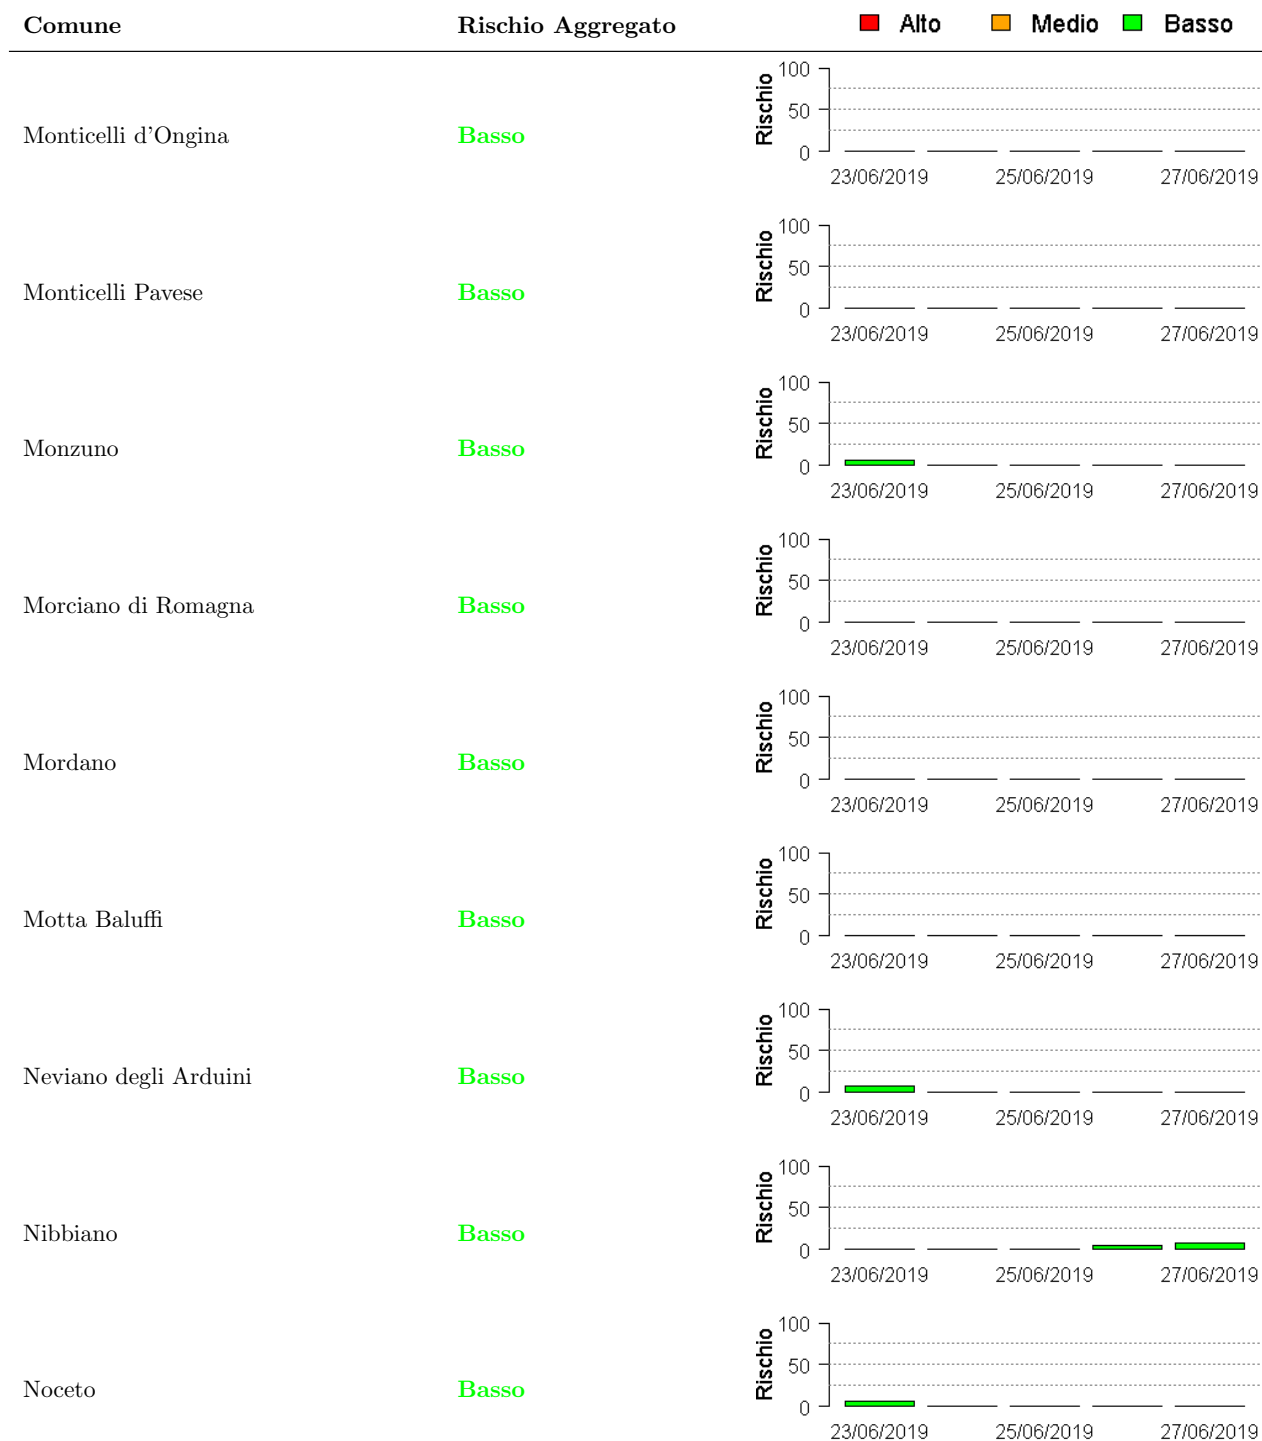 Comune Rischio Aggregato Alto Medio Basso
Monticelli d'Ongina Basso Rischio 100 50 0
23/06/2019 25/06/2019 27/06/2019
Monticelli Pavese Basso Rischio 100 50 0
23/06/2019 25/06/2019 27/06/2019
Monzuno Basso Rischio 100 50 0
23/06/2019 25/06/2019 27/06/2019
Morciano di Romagna Basso Rischio 100 50 0
23/06/2019 25/06/2019 27/06/2019
Mordano Basso Rischio 100 50 0
23/06/2019 25/06/2019 27/06/2019
Motta Baluffi Basso Rischio 100 50 0
23/06/2019 25/06/2019 27/06/2019
Neviano degli Arduini Basso Rischio 100 50 0
23/06/2019 25/06/2019 27/06/2019
Nibbiano Basso Rischio 100 50 0
23/06/2019 25/06/2019 27/06/2019
Noceto Basso Rischio 100 50 0
23/06/2019 25/06/2019 27/06/2019